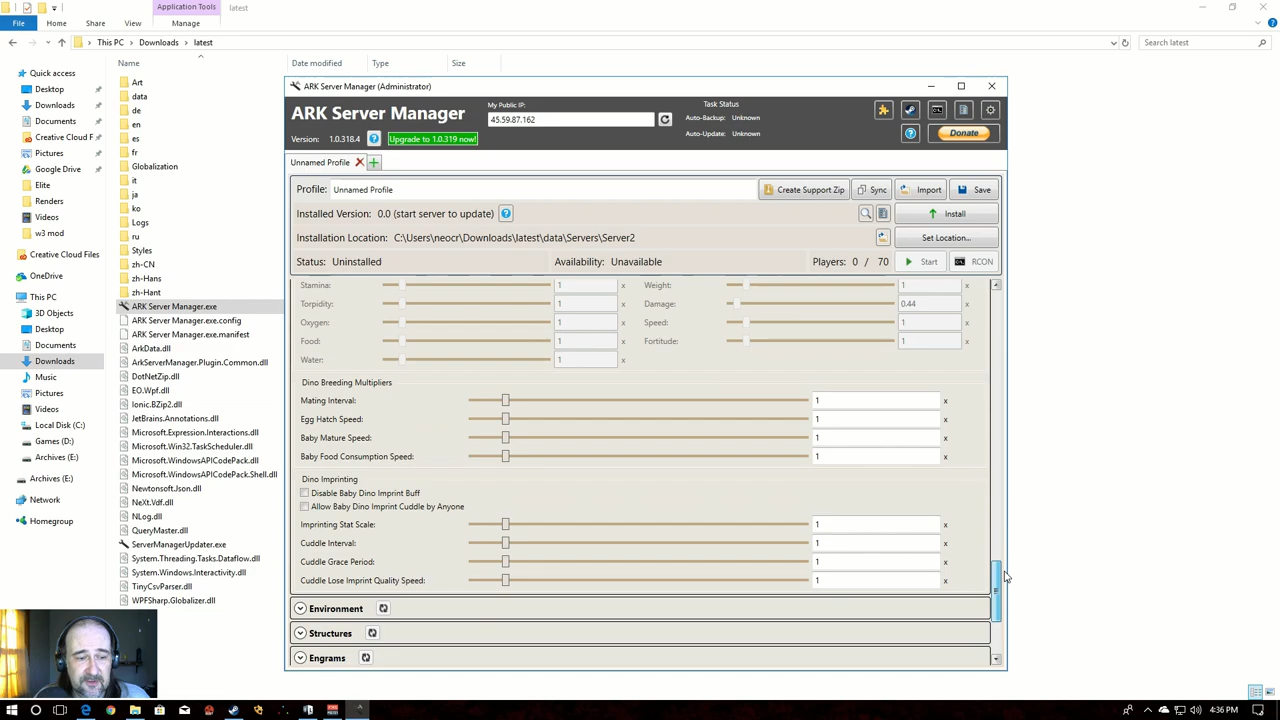 Application Tools
latest
File
Home
Share
View
Manage
This PC
Downloads
latest
Search latest
Name
Date modified
Type
Size
Quick access
Desktop
Downloads
Documents
Creative Cloud F
Pictures
Google Drive
Elite
Renders
Videos
w3 mod
Creative Cloud Files
OneDrive
This PC
3D Objects
Desktop
Documents
Downloads
Music
Pictures
Videos
Local Disk (C:)
Games (D:)
Archives (E:)
Archives (E:)
Network
Homegroup
Art
data
de
en
es
fr
Globalization
it
ja
ko
Logs
ru
Styles
zh-CN
zh-Hans
zh-Hant
ARK Server Manager.exe
ARK Server Manager.exe.config
ARK Server Manager.exe.manifest
ArkData.dll
ArkServerManager.Plugin.Common.dll
DotNetZip.dll
EO.Wpf.dll
Ionic.BZip2.dll
JetBrains.Annotations.dll
Microsoft.Expression.Interactions.dll
Microsoft.Win32.TaskScheduler.dll
Microsoft.WindowsAPICodePack.dll
Microsoft.WindowsAPICodePack.Shell.dll
Newtonsoft.Json.dll
NeXt.Vdf.dll
NLog.dll
QueryMaster.dll
ServerManagerUpdater.exe
System.Threading.Tasks.Dataflow.dll
System.Windows.Interactivity.dll
TinyCsvParser.dll
WPFSharp.Globalizer.dll
ARK Server Manager (Administrator)
ARK Server Manager
My Public IP:
45.59.87.162
Task Status
Auto-Backup: Unknown
Auto-Update: Unknown
Version: 1.0.318.4
Upgrade to 1.0.319 now!
Donate
Unnamed Profile
Profile: Unnamed Profile
Create Support Zip
Sync
Import
Save
Installed Version: 0.0 (start server to update)
Install
Installation Location: C:\Users\neocr\Downloads\latest\data\Servers\Server2
Set Location...
Status: Uninstalled
Availability: Unavailable
Players: 0 / 70
Start
RCON
Stamina: 1 x Weight: 1 x
Torpidity: 1 x Damage: 0.44 x
Oxygen: 1 x Speed: 1 x
Food: 1 x Fortitude: 1 x
Water: 1 x
Dino Breeding Multipliers
Mating Interval: 1 x
Egg Hatch Speed: 1 x
Baby Mature Speed: 1 x
Baby Food Consumption Speed: 1 x
Dino Imprinting
Disable Baby Dino Imprint Buff
Allow Baby Dino Imprint Cuddle by Anyone
Imprinting Stat Scale: 1 x
Cuddle Interval: 1 x
Cuddle Grace Period: 1 x
Cuddle Lose Imprint Quality Speed: 1 x
Environment
Structures
Engrams
4:36 PM